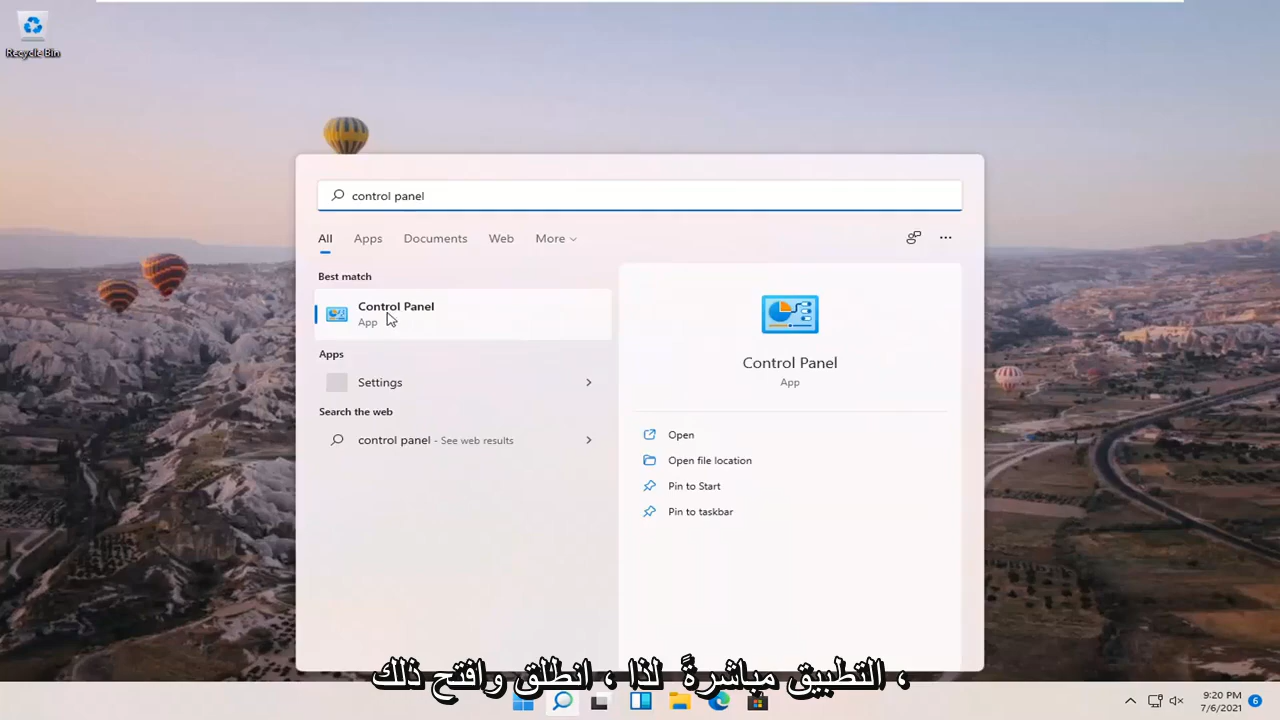 Recycle Bin
control panel
All Apps Documents Web More
Best match
Control Panel
App
Apps
Settings
Search the web
control panel - See web results
Control Panel
App
Open
Open file location
Pin to Start
Pin to taskbar
، التطبيق مباشرةً لذا ، انطلق وافتح ذلك
9:20 PM
7/6/2021
6